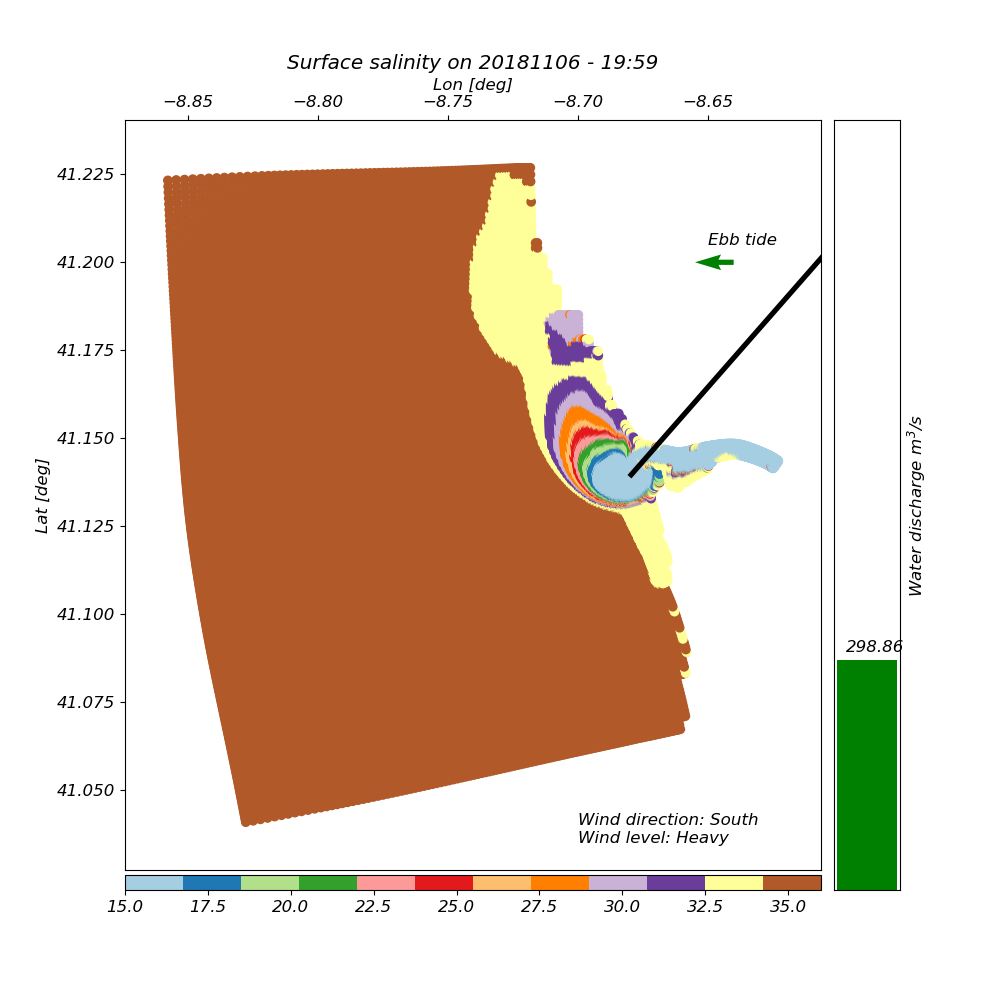 Surface salinity on 20181106 - 19:59
Lon [deg]
−8.85 −8.80 −8.75 −8.70 −8.65
41.225
41.200
41.175
41.150
41.125
41.100
41.075
41.050
Lat [deg]
Ebb tide
Wind direction: South
Wind level: Heavy
298.86
Water discharge m³/s
15.0 17.5 20.0 22.5 25.0 27.5 30.0 32.5 35.0